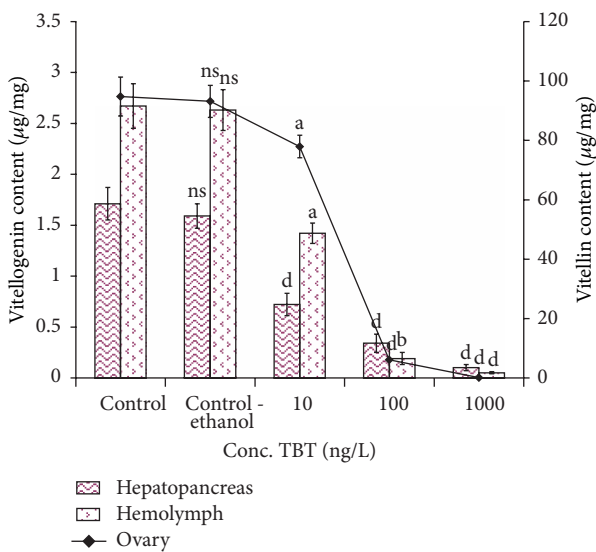 3.5
3
2.5
2
1.5
1
0.5
0
Vitellogenin content (µg/mg)
120
100
80
60
40
20
0
Vitellin content (µg/mg)
ns
ns
ns
a
a
d
d
d
b
d
d
d
Control
Control -
ethanol
10
100
1000
Conc. TBT (ng/L)
Hepatopancreas
Hemolymph
Ovary